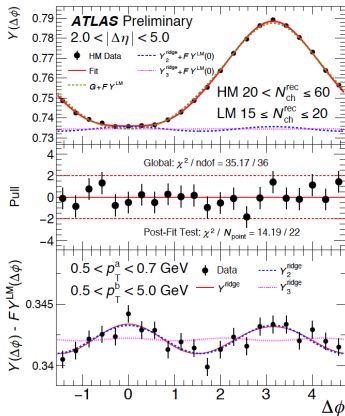 Y(Δϕ)
0.79
0.78
0.77
0.76
0.75
0.74
0.73
ATLAS Preliminary
2.0<|Δη|<5.0
HM Data
Fit
G+FY^LM
Y_2^ridge+FY^LM(0)
Y_3^ridge+FY^LM(0)
HM 20 < N_ch^rec ≤ 60
LM 15 ≤ N_ch^rec ≤ 20
Pull
4
2
0
−2
−4
Global: χ² / ndof = 35.17 / 36
Post-Fit Test; χ² / N_point = 14.19 / 22
Y(Δϕ) - FY^LM(Δϕ)
0.345
0.34
0.5 < p_T^a < 0.7 GeV
0.5 < p_T^b < 5.0 GeV
Data
Y^ridge
Y_2^ridge
Y_3^ridge
−1 0 1 2 3 4
Δϕ